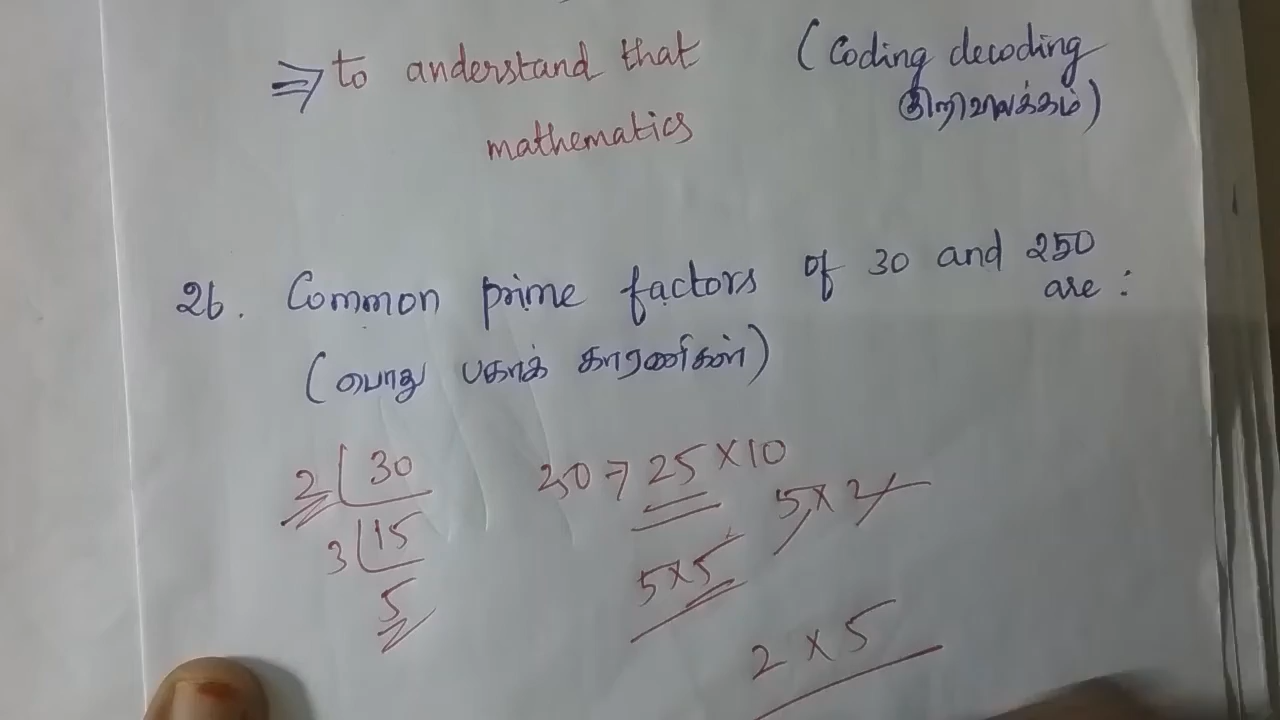 ⇒ to anderstand that (Coding decoding
mathematics குறியாக்கம்)
26. Common prime factors of 30 and 250
are :
(பொது பகாக் காரணிகள்)
2 30
3 15
5
250 ⇒ 25 × 10
5 × 2
5 × 5
2 × 5